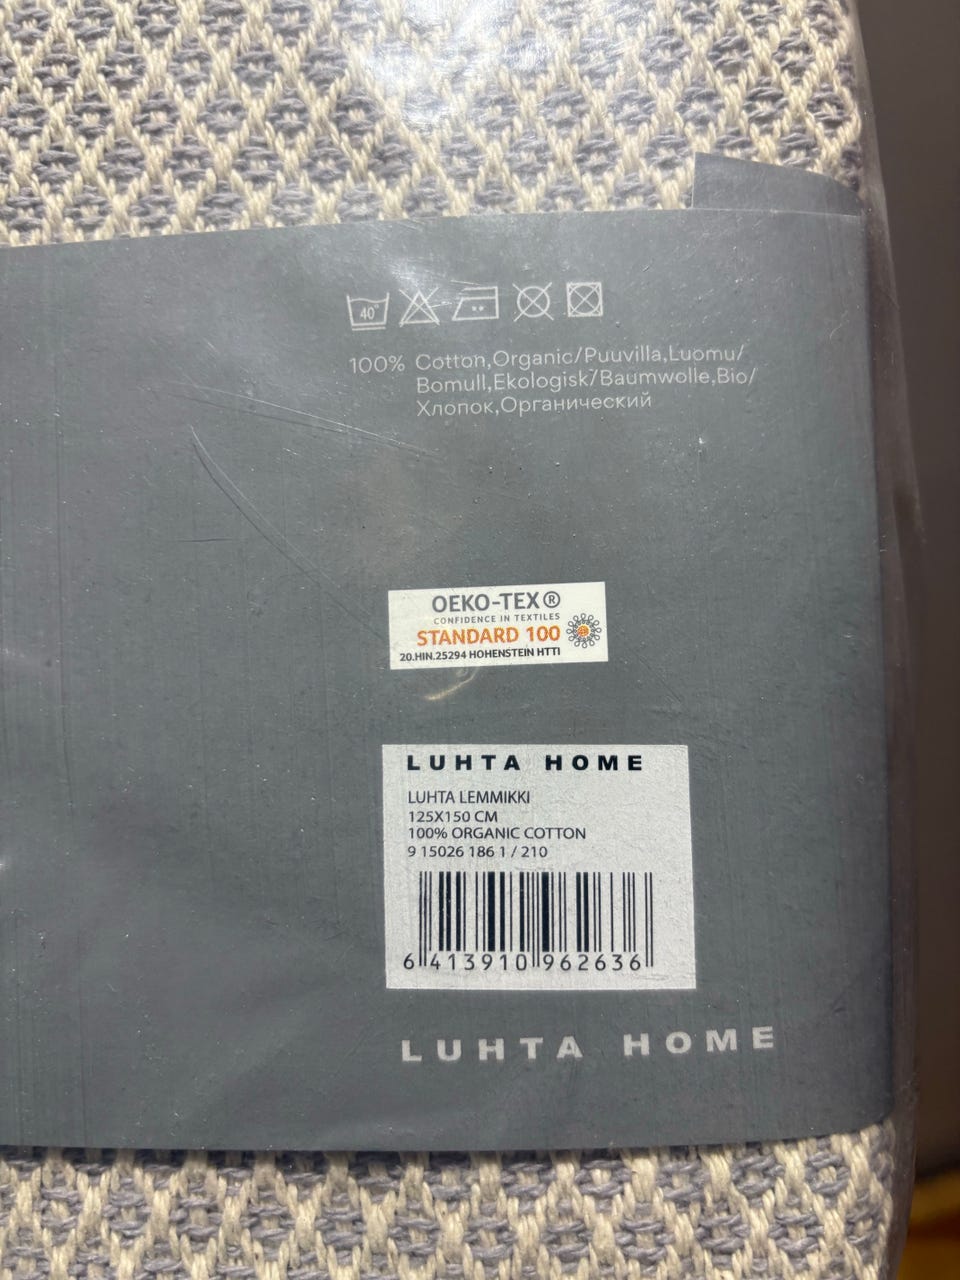 40°
100% Cotton,Organic/Puuvilla,Luomu/
Bomull,Ekologisk/Baumwolle,Bio/
Хлопок,Органический
OEKO-TEX®
CONFIDENCE IN TEXTILES
STANDARD 100
20.HIN.25294 HOHENSTEIN HTTI
LUHTA HOME
LUHTA LEMMIKKI
125X150 CM
100% ORGANIC COTTON
9 15026 186 1 / 210
6 413910 962636
LUHTA HOME